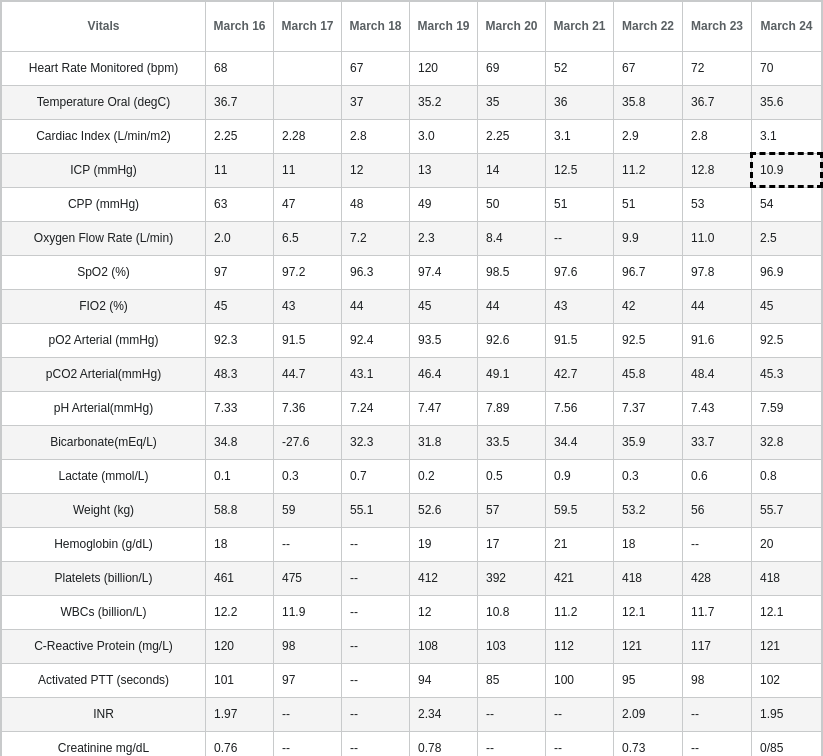 Vitals March 16 March 17 March 18 March 19 March 20 March 21 March 22 March 23 March 24
Heart Rate Monitored (bpm) 68 67 120 69 52 67 72 70
Temperature Oral (degC) 36.7 37 35.2 35 36 35.8 36.7 35.6
Cardiac Index (L/min/m2) 2.25 2.28 2.8 3.0 2.25 3.1 2.9 2.8 3.1
ICP (mmHg) 11 11 12 13 14 12.5 11.2 12.8 10.9
CPP (mmHg) 63 47 48 49 50 51 51 53 54
Oxygen Flow Rate (L/min) 2.0 6.5 7.2 2.3 8.4 -- 9.9 11.0 2.5
SpO2 (%) 97 97.2 96.3 97.4 98.5 97.6 96.7 97.8 96.9
FIO2 (%) 45 43 44 45 44 43 42 44 45
pO2 Arterial (mmHg) 92.3 91.5 92.4 93.5 92.6 91.5 92.5 91.6 92.5
pCO2 Arterial(mmHg) 48.3 44.7 43.1 46.4 49.1 42.7 45.8 48.4 45.3
pH Arterial(mmHg) 7.33 7.36 7.24 7.47 7.89 7.56 7.37 7.43 7.59
Bicarbonate(mEq/L) 34.8 -27.6 32.3 31.8 33.5 34.4 35.9 33.7 32.8
Lactate (mmol/L) 0.1 0.3 0.7 0.2 0.5 0.9 0.3 0.6 0.8
Weight (kg) 58.8 59 55.1 52.6 57 59.5 53.2 56 55.7
Hemoglobin (g/dL) 18 -- -- 19 17 21 18 -- 20
Platelets (billion/L) 461 475 -- 412 392 421 418 428 418
WBCs (billion/L) 12.2 11.9 -- 12 10.8 11.2 12.1 11.7 12.1
C-Reactive Protein (mg/L) 120 98 -- 108 103 112 121 117 121
Activated PTT (seconds) 101 97 -- 94 85 100 95 98 102
INR 1.97 -- -- 2.34 -- -- 2.09 -- 1.95
Creatinine mg/dL 0.76 -- -- 0.78 -- -- 0.73 -- 0/85